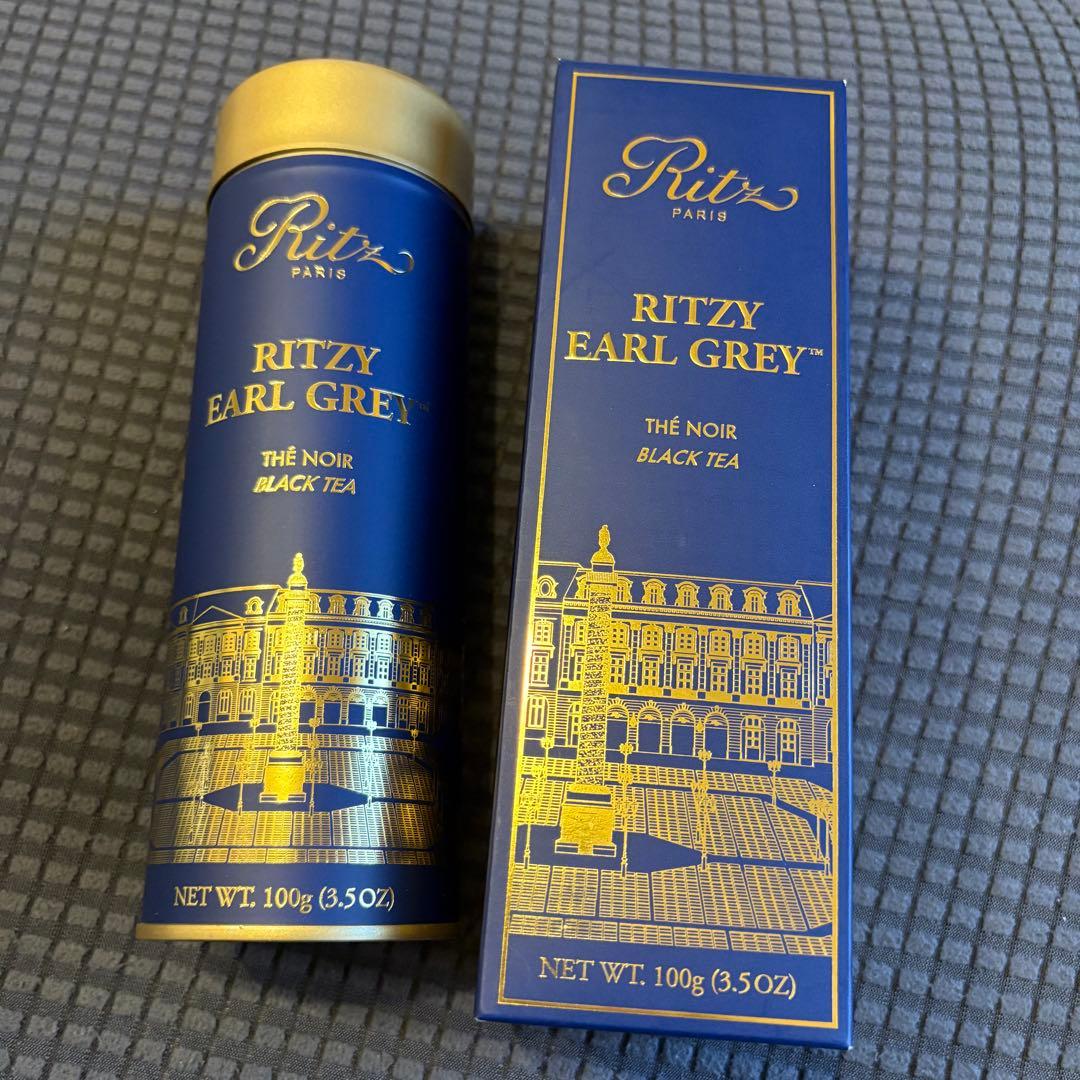 Ritz
PARIS
RITZY
EARL GREY™
THÉ NOIR
BLACK TEA
NET WT. 100g (3.5OZ)
Ritz
PARIS
RITZY
EARL GREY™
THÉ NOIR
BLACK TEA
NET WT. 100g (3.5OZ)